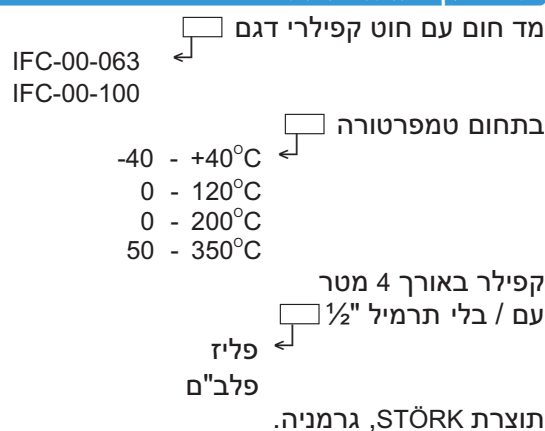 מד חום עם חוט קפילרי דגם
IFC-00-063
IFC-00-100
בתחום טמפרטורה
-40 - +40°C
0 - 120°C
0 - 200°C
50 - 350°C
קפילר באורך 4 מטר
עם / בלי תרמיל "½
פליז
פלב"ם
תוצרת STÖRK, גרמניה.